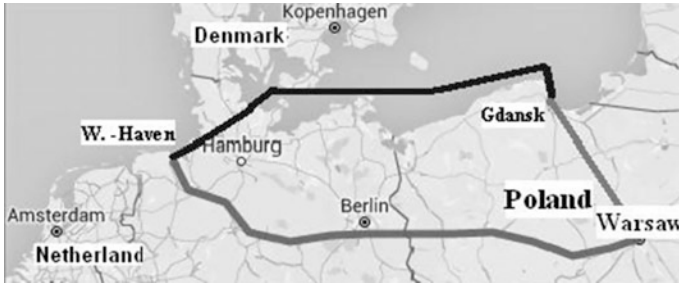 Kopenhagen
Denmark
Gdansk
W. -Haven
Hamburg
Poland
Berlin
Warsaw
Amsterdam
Netherland